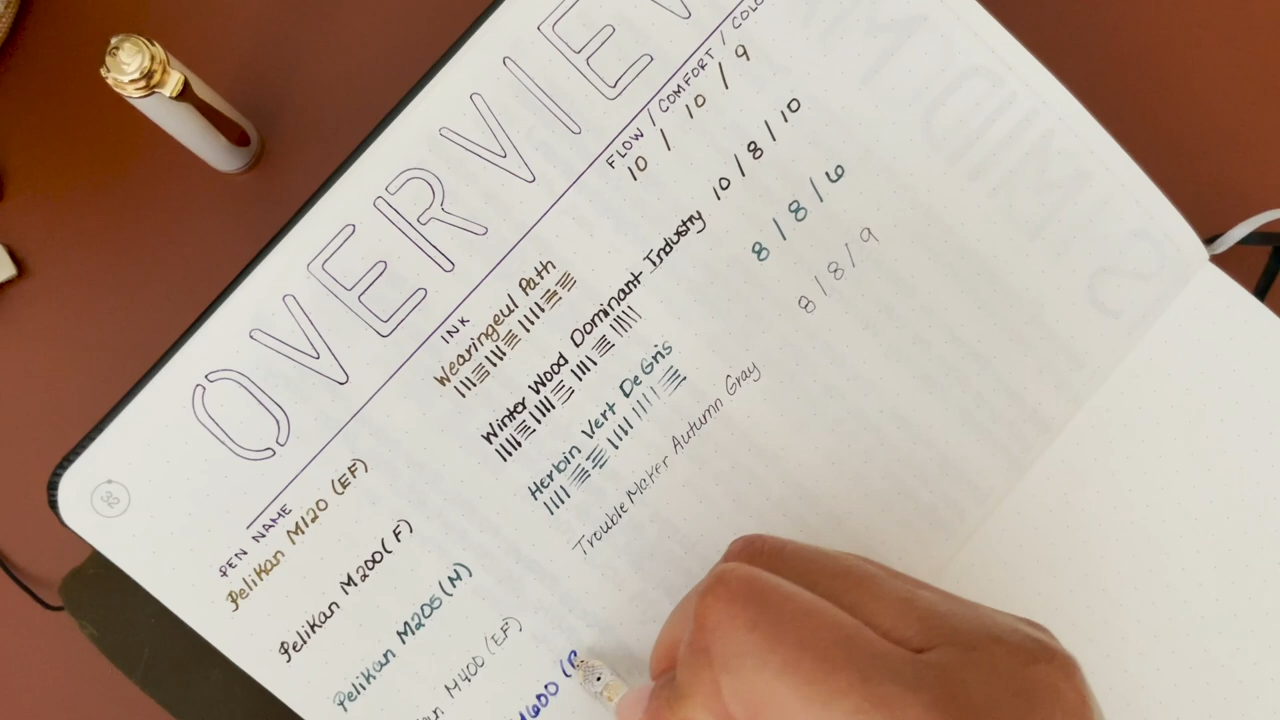 OVERVIEW
PEN NAME INK FLOW / COMFORT /
Pelikan M120 (EF) Wearingeul Path 10 / 10 / 9
Pelikan M200 (F) Winter Wood Dominant Industry 10 / 8 / 10
Pelikan M205 (M) Herbin Vert De Gris 8 / 8 / 6
M400 (EF) Trouble Maker Autumn Gray 8 / 8 / 9
32